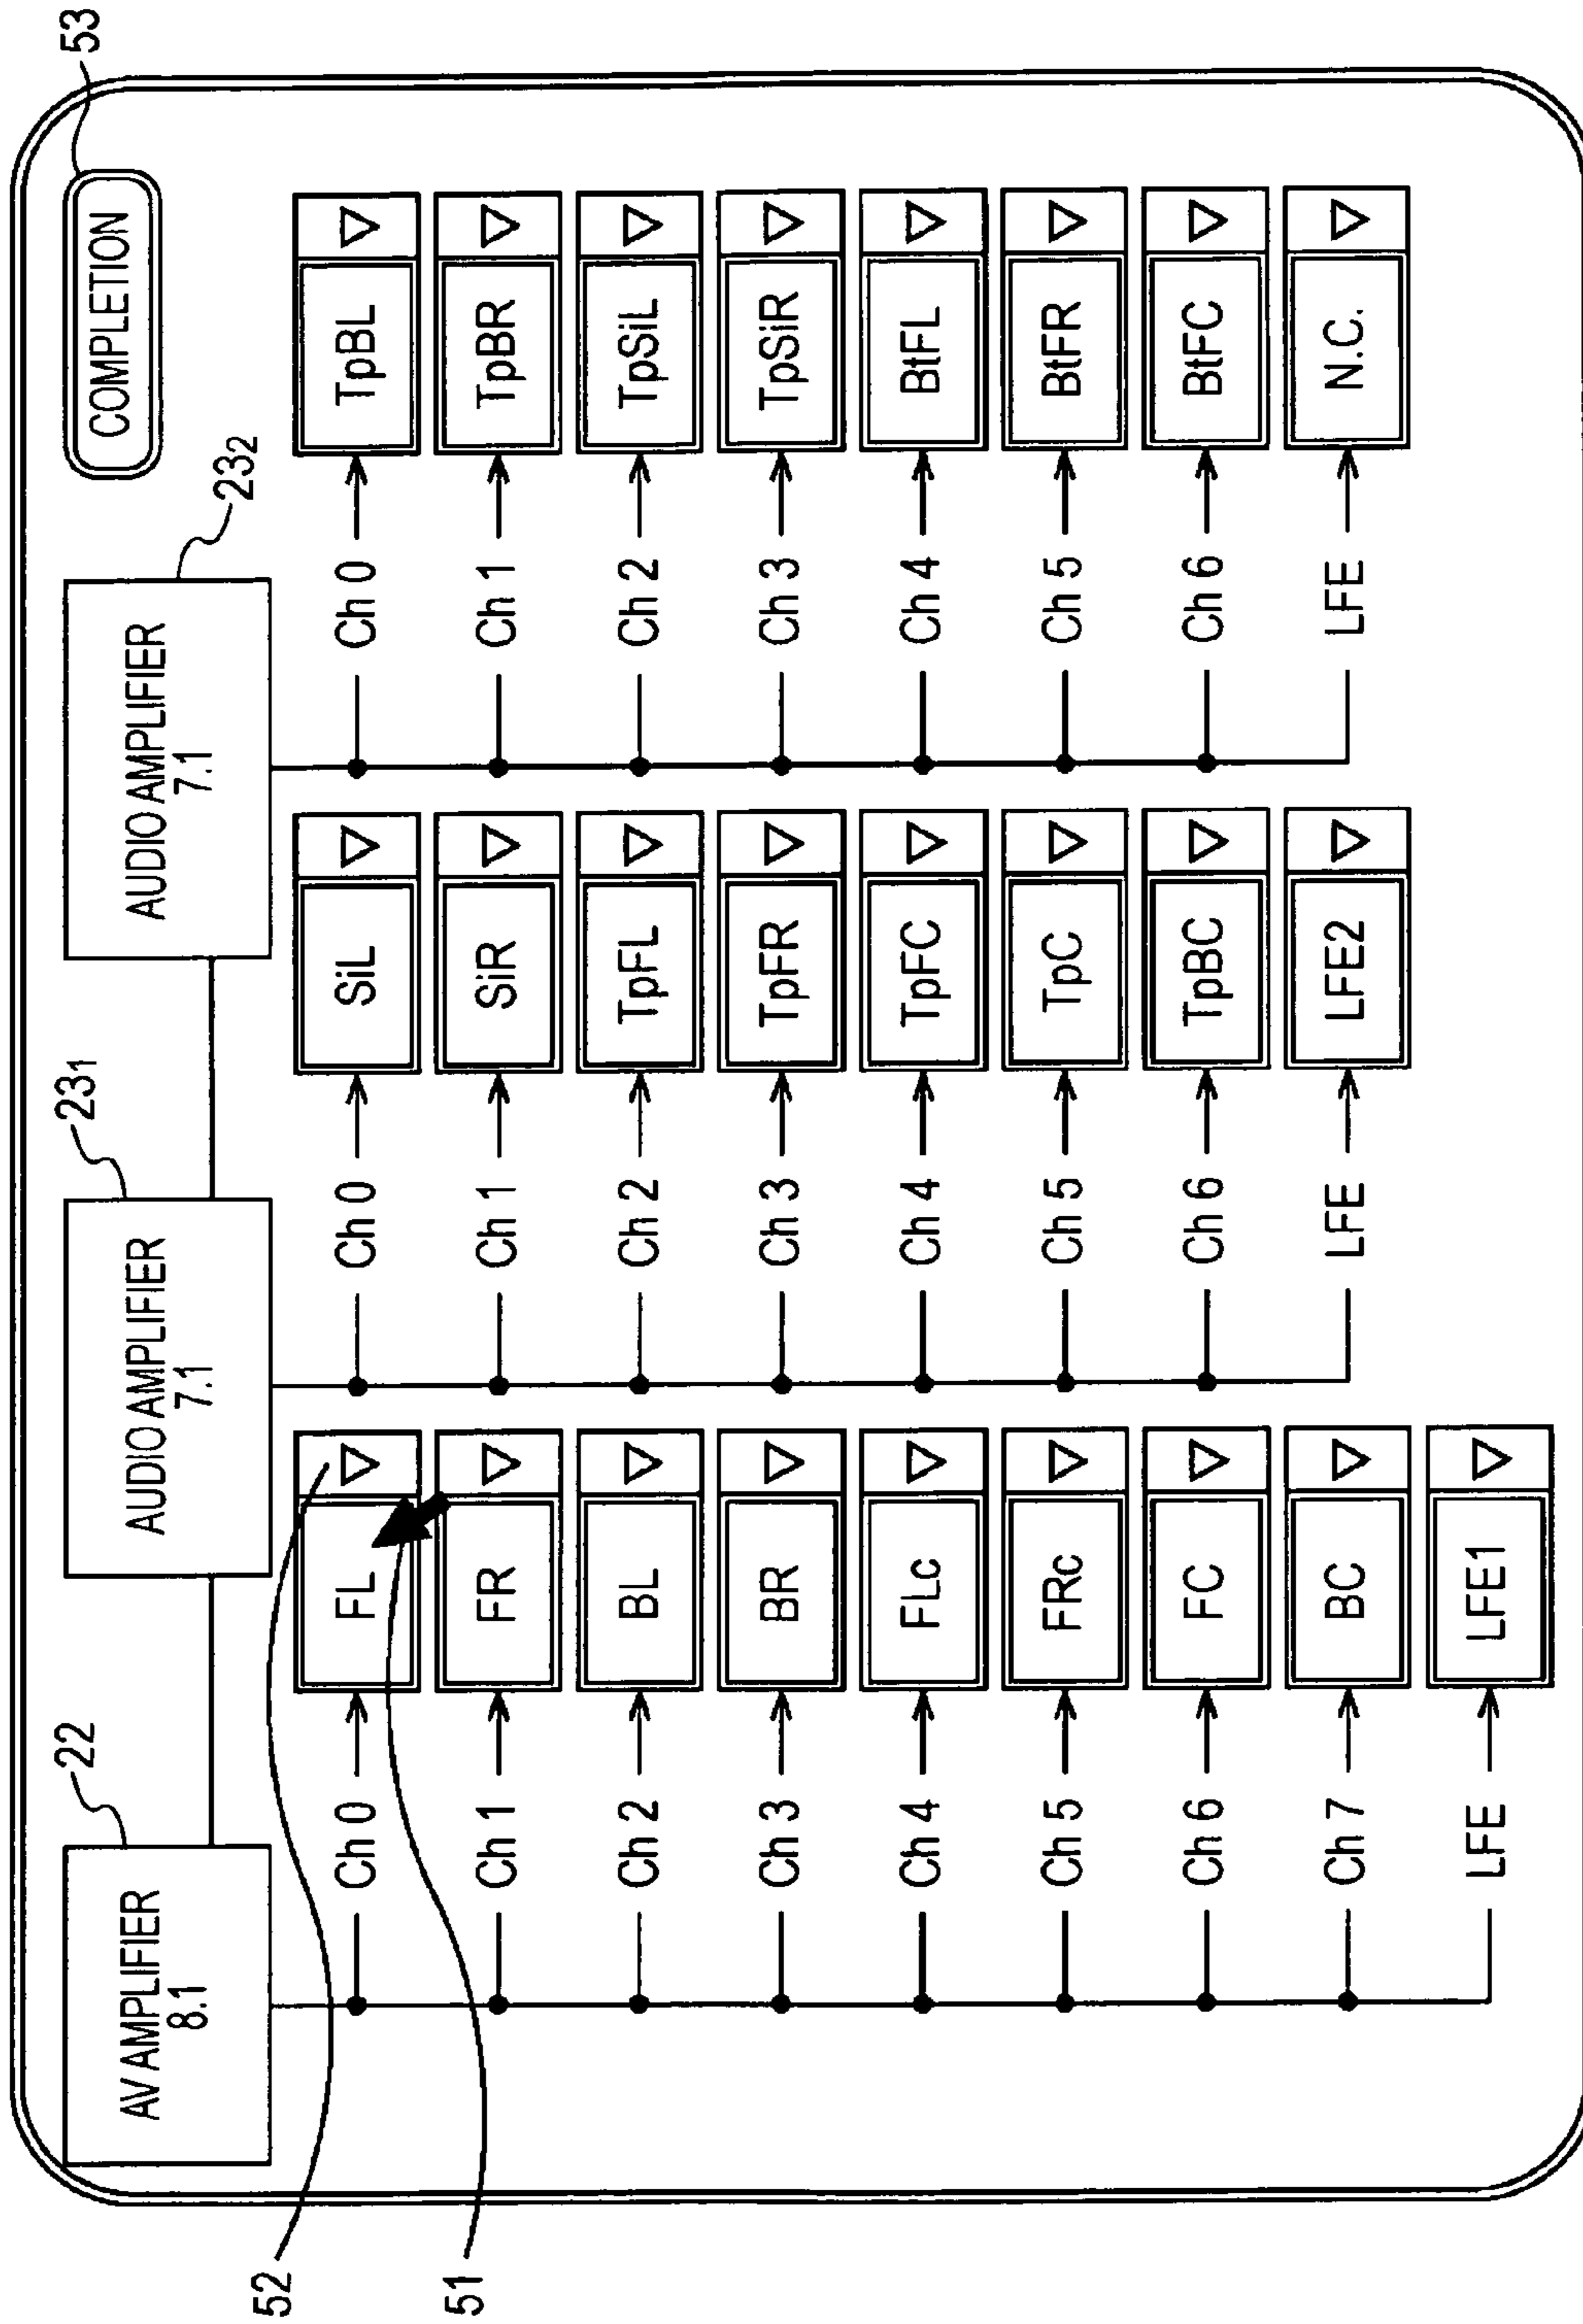 53
COMPLETION
22
AV AMPLIFIER
8.1
23₁
AUDIO AMPLIFIER
7.1
23₂
AUDIO AMPLIFIER
7.1
52
51
Ch 0 FL ▽
Ch 1 FR ▽
Ch 2 BL ▽
Ch 3 BR ▽
Ch 4 FLc ▽
Ch 5 FRc ▽
Ch 6 FC ▽
Ch 7 BC ▽
LFE LFE1 ▽
Ch 0 SiL ▽
Ch 1 SiR ▽
Ch 2 TpFL ▽
Ch 3 TpFR ▽
Ch 4 TpFC ▽
Ch 5 TpC ▽
Ch 6 TpBC ▽
LFE LFE2 ▽
Ch 0 TpBL ▽
Ch 1 TpBR ▽
Ch 2 TpSiL ▽
Ch 3 TpSiR ▽
Ch 4 BtFL ▽
Ch 5 BtFR ▽
Ch 6 BtFC ▽
LFE N.C. ▽